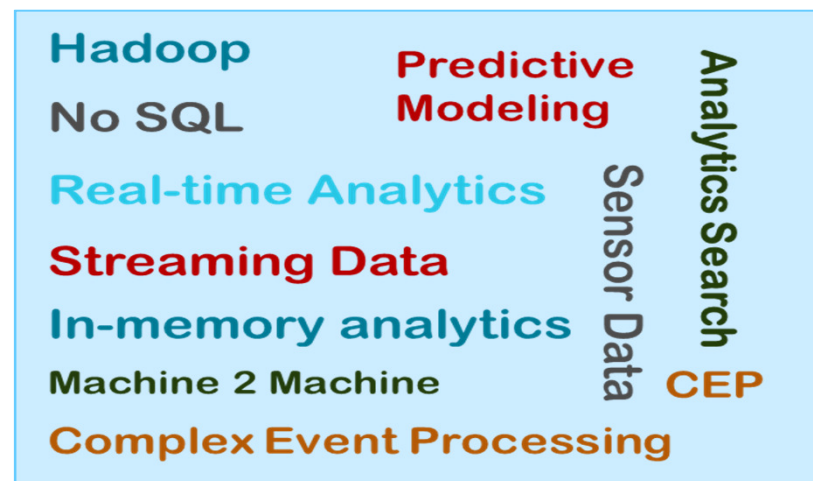 Hadoop
Predictive
Modeling
No SQL
Real-time Analytics
Streaming Data
In-memory analytics
Machine 2 Machine
Complex Event Processing
Sensor Data
Analytics Search
CEP